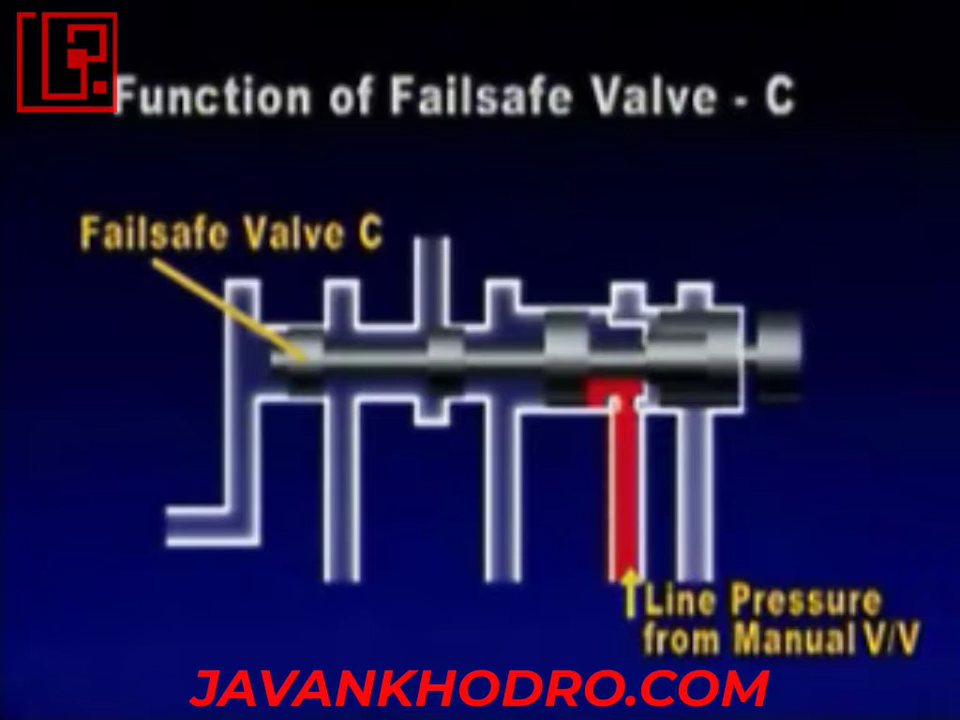 Function of Failsafe Valve - C
Failsafe Valve C
Line Pressure
from Manual V/V
JAVANKHODRO.COM